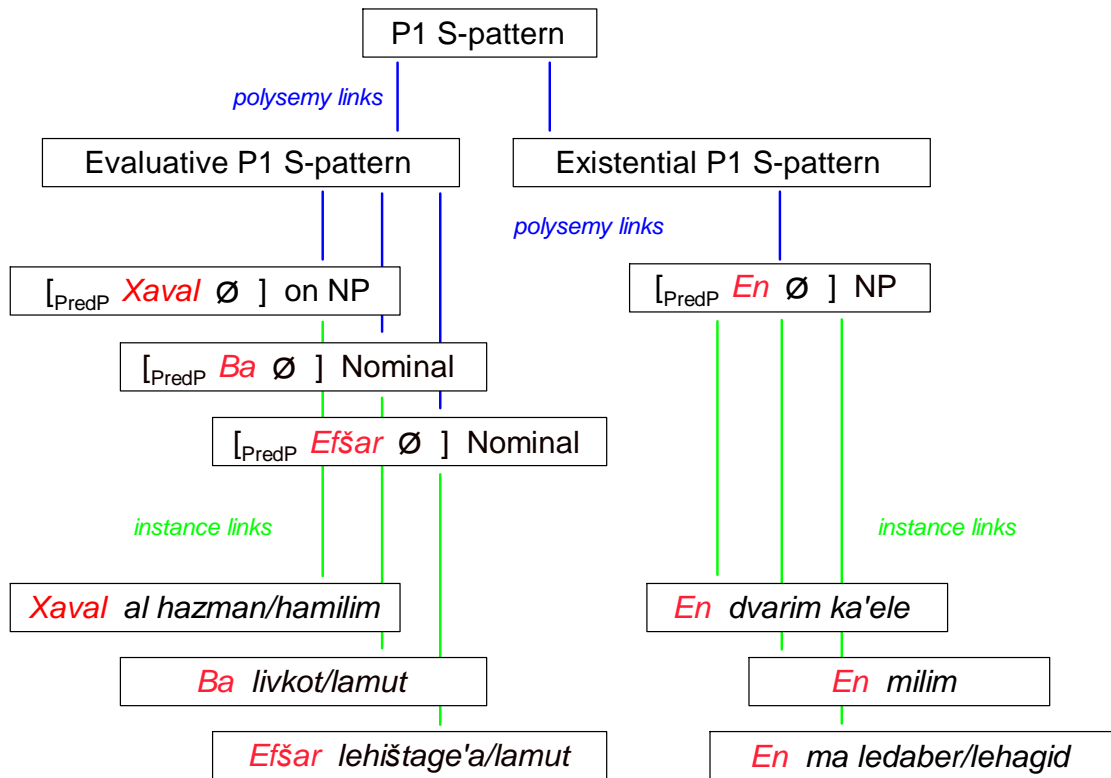 P1 S-pattern
polysemy links
Evaluative P1 S-pattern
Existential P1 S-pattern
polysemy links
[PredP Xaval Ø ] on NP
[PredP En Ø ] NP
[PredP Ba Ø ] Nominal
[PredP Efšar Ø ] Nominal
instance links
instance links
Xaval al hazman/hamilim
En dvarim ka'ele
Ba livkot/lamut
En milim
Efšar lehištage'a/lamut
En ma ledaber/lehagid